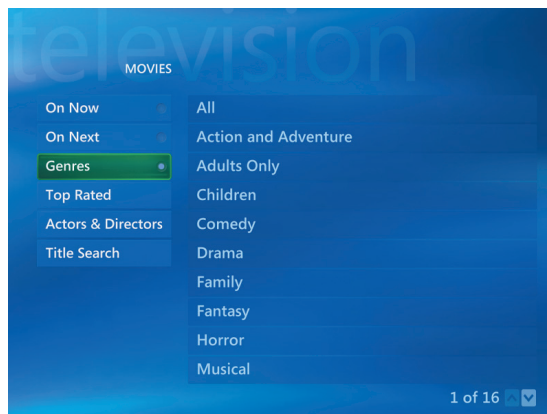 television
MOVIES
On Now
On Next
Genres
Top Rated
Actors & Directors
Title Search
All
Action and Adventure
Adults Only
Children
Comedy
Drama
Family
Fantasy
Horror
Musical
1 of 16